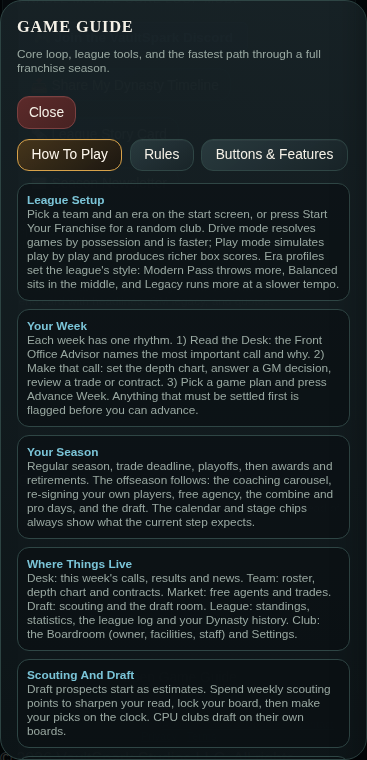 GAME GUIDE
Core loop, league tools, and the fastest path through a full
franchise season.
Close
How To Play
Rules
Buttons & Features
League Setup
Pick a team and an era on the start screen, or press Start
Your Franchise for a random club. Drive mode resolves
games by possession and is faster; Play mode simulates
play by play and produces richer box scores. Era profiles
set the league's style: Modern Pass throws more, Balanced
sits in the middle, and Legacy runs more at a slower tempo.
Your Week
Each week has one rhythm. 1) Read the Desk: the Front
Office Advisor names the most important call and why. 2)
Make that call: set the depth chart, answer a GM decision,
review a trade or contract. 3) Pick a game plan and press
Advance Week. Anything that must be settled first is
flagged before you can advance.
Your Season
Regular season, trade deadline, playoffs, then awards and
retirements. The offseason follows: the coaching carousel,
re-signing your own players, free agency, the combine and
pro days, and the draft. The calendar and stage chips
always show what the current step expects.
Where Things Live
Desk: this week's calls, results and news. Team: roster,
depth chart and contracts. Market: free agents and trades.
Draft: scouting and the draft room. League: standings,
statistics, the league log and your Dynasty history. Club:
the Boardroom (owner, facilities, staff) and Settings.
Scouting And Draft
Draft prospects start as estimates. Spend weekly scouting
points to sharpen your read, lock your board, then make
your picks on the clock. CPU clubs draft on their own
boards.